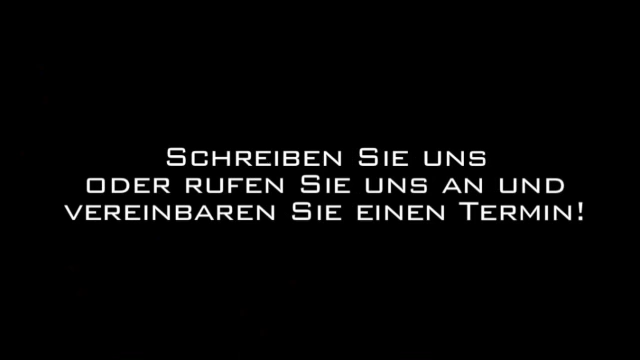 Schreiben Sie uns
oder rufen Sie uns an und
vereinbaren Sie einen Termin!